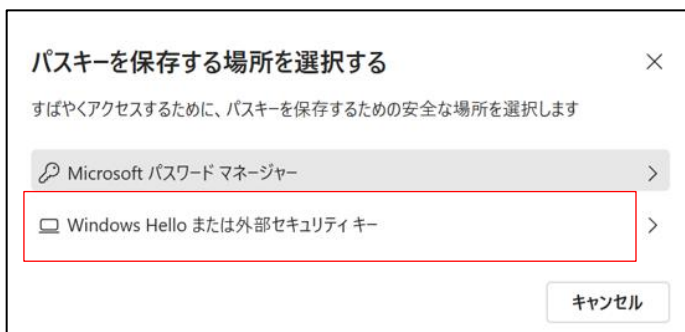 パスキーを保存する場所を選択する
すばやくアクセスするために、パスキーを保存するための安全な場所を選択します
Microsoft パスワード マネージャー
Windows Hello または外部セキュリティ キー
キャンセル